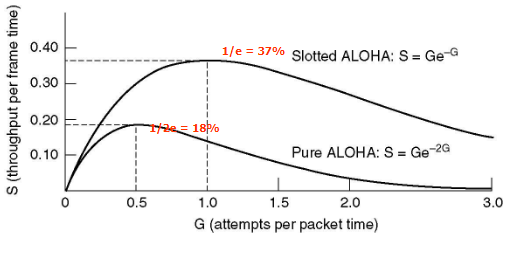 S (throughput per frame time)
0.40
0.30
0.20
0.10
1/e = 37%
Slotted ALOHA: S = Ge–G
1/2e = 18%
Pure ALOHA: S = Ge–2G
0 0.5 1.0 1.5 2.0 3.0
G (attempts per packet time)